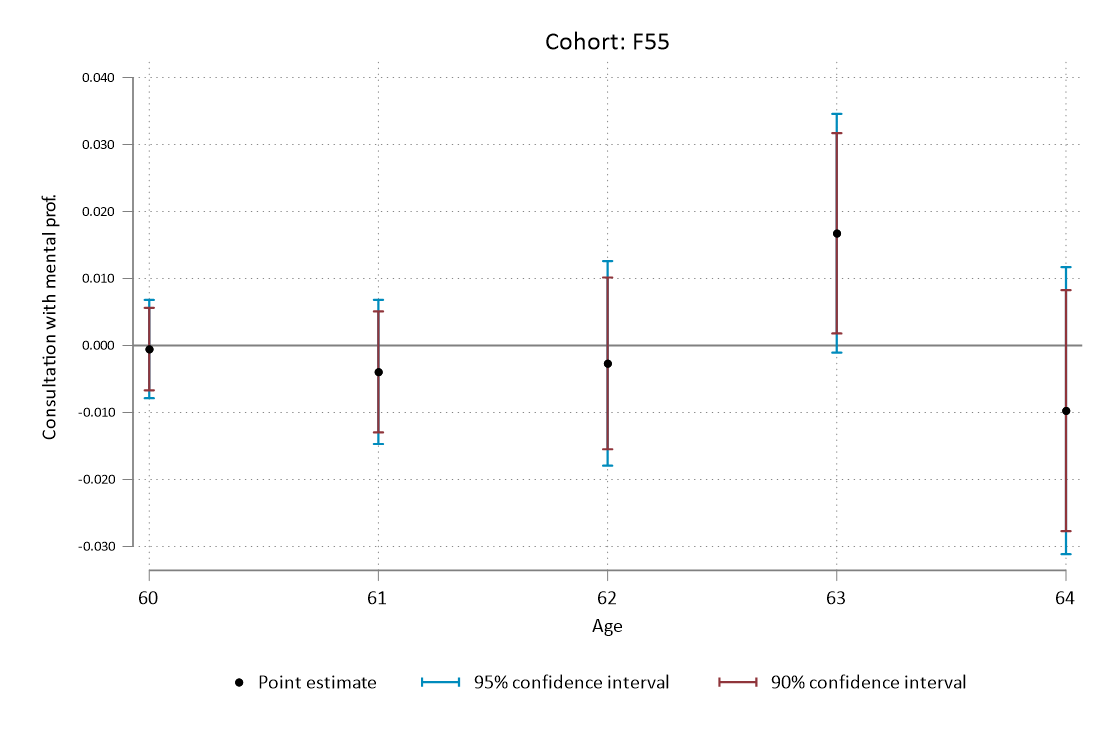 Cohort: F55
Consultation with mental prof.
0.040
0.030
0.020
0.010
0.000
-0.010
-0.020
-0.030
60 61 62 63 64
Age
Point estimate 95% confidence interval 90% confidence interval